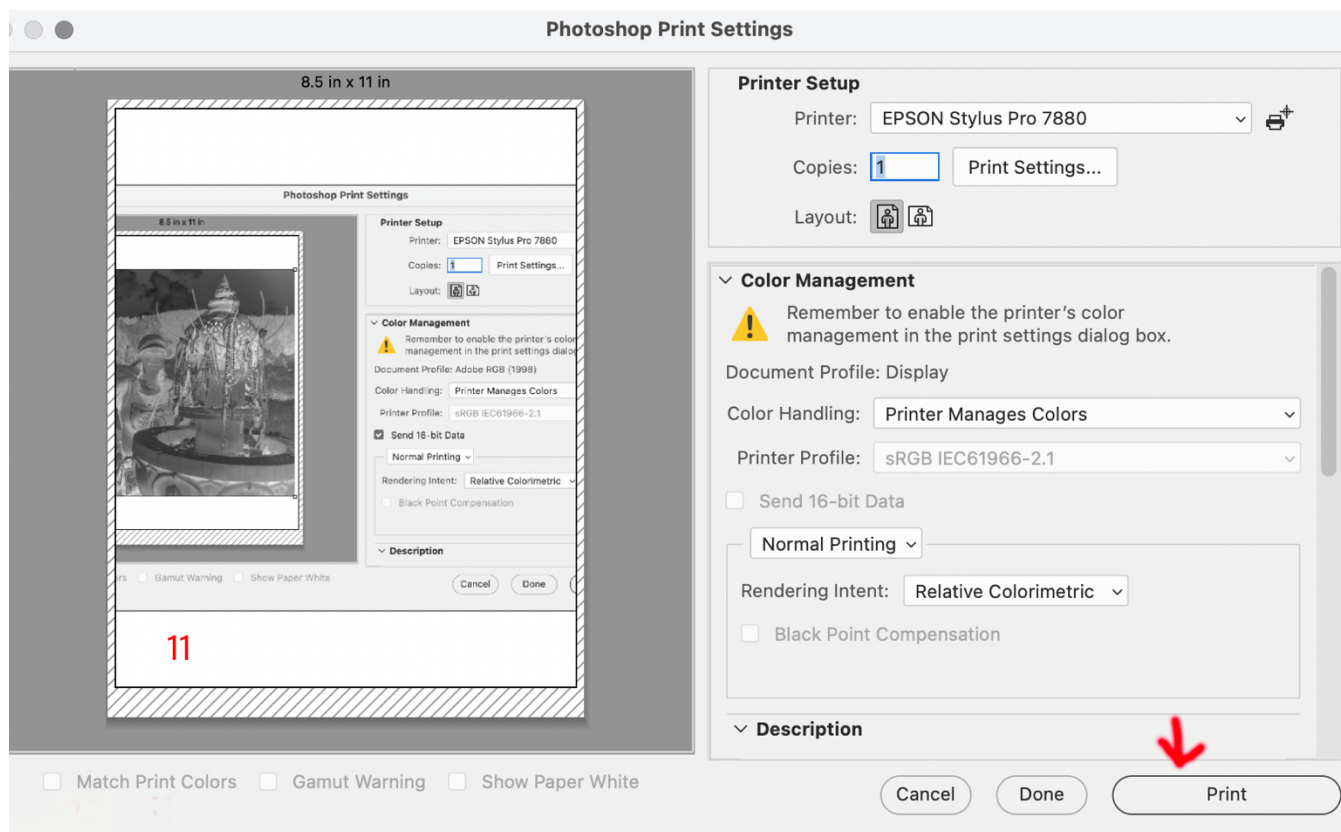 Photoshop Print Settings
8.5 in x 11 in
Photoshop Print Settings
8.5 in x 11 in
Printer Setup
Printer: EPSON Stylus Pro 7880
Copies: 1 Print Settings...
Layout:
Color Management
Remember to enable the printer's color
management in the print settings dialog
Document Profile: Adobe RGB (1998)
Color Handling: Printer Manages Colors
Printer Profile: sRGB IEC61966-2.1
Send 16-bit Data
Normal Printing
Rendering Intent: Relative Colorimetric
Black Point Compensation
Description
Gamut Warning Show Paper White
Cancel Done
11
Printer Setup
Printer: EPSON Stylus Pro 7880
Copies: 1 Print Settings...
Layout:
Color Management
Remember to enable the printer’s color
management in the print settings dialog box.
Document Profile: Display
Color Handling: Printer Manages Colors
Printer Profile: sRGB IEC61966-2.1
Send 16-bit Data
Normal Printing
Rendering Intent: Relative Colorimetric
Black Point Compensation
Description
Match Print Colors Gamut Warning Show Paper White
Cancel Done Print